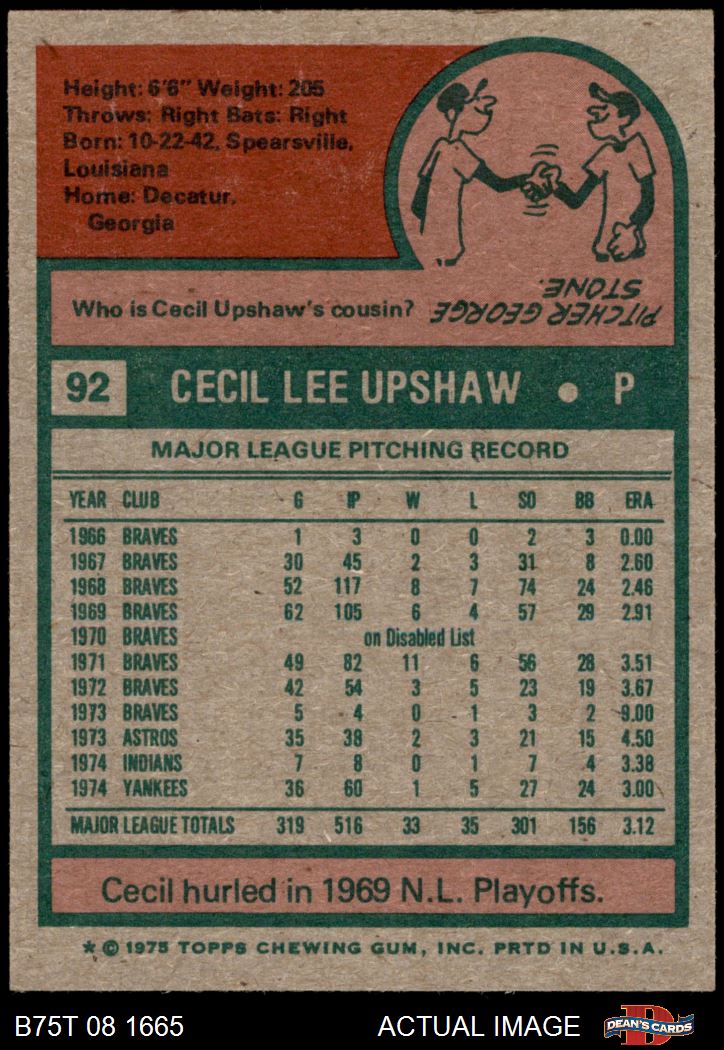 Height: 6'6" Weight: 205
Throws: Right Bats: Right
Born: 10-22-42, Spearsville,
Louisiana
Home: Decatur,
Georgia
Who is Cecil Upshaw's cousin?
PITCHER GEORGE
STONE.
92 CECIL LEE UPSHAW ● P
MAJOR LEAGUE PITCHING RECORD
YEAR CLUB G IP W L SO BB ERA
1966 BRAVES 1 3 0 0 2 3 0.00
1967 BRAVES 30 45 2 3 31 8 2.60
1968 BRAVES 52 117 8 7 74 24 2.46
1969 BRAVES 62 105 6 4 57 29 2.91
1970 BRAVES on Disabled List
1971 BRAVES 49 82 11 6 56 28 3.51
1972 BRAVES 42 54 3 5 23 19 3.67
1973 BRAVES 5 4 0 1 3 2 9.00
1973 ASTROS 35 38 2 3 21 15 4.50
1974 INDIANS 7 8 0 1 7 4 3.38
1974 YANKEES 36 60 1 5 27 24 3.00
MAJOR LEAGUE TOTALS 319 516 33 35 301 156 3.12
Cecil hurled in 1969 N.L. Playoffs.
* © 1975 TOPPS CHEWING GUM, INC. PRTD IN U.S.A.
B75T 08 1665 ACTUAL IMAGE DEAN'S CARDS